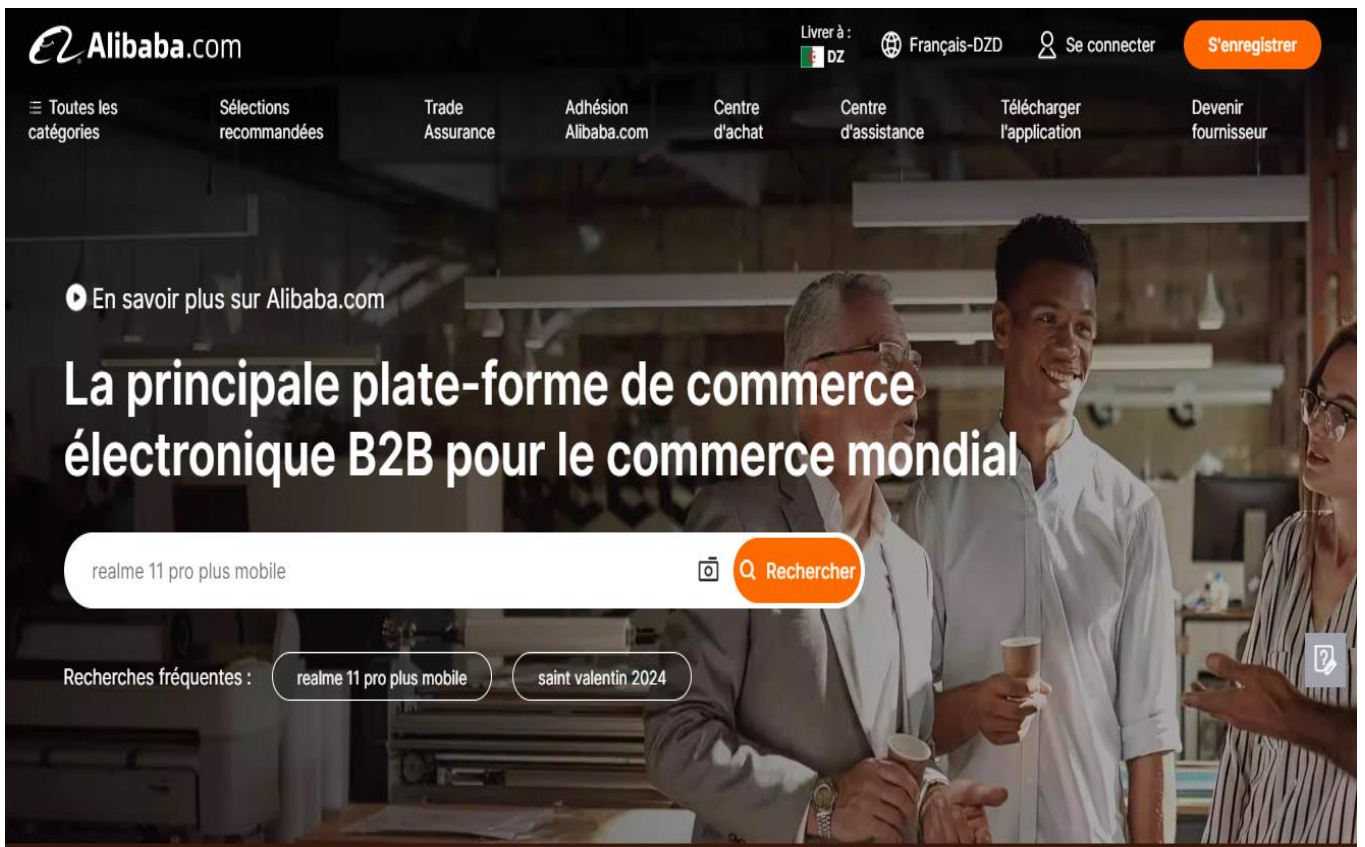 Alibaba.com
Livrer à :
DZ
Français-DZD
Se connecter
S'enregistrer
Toutes les
catégories
Sélections
recommandées
Trade
Assurance
Adhésion
Alibaba.com
Centre
d'achat
Centre
d'assistance
Télécharger
l'application
Devenir
fournisseur
En savoir plus sur Alibaba.com
La principale plate-forme de commerce
électronique B2B pour le commerce mondial
realme 11 pro plus mobile
Rechercher
Recherches fréquentes :
realme 11 pro plus mobile
saint valentin 2024